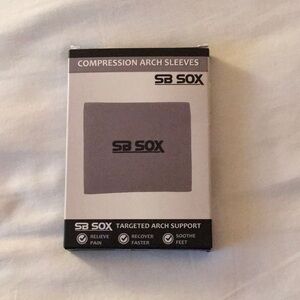 COMPRESSION ARCH SLEEVES
SB SOX
SB SOX
SB SOX TARGETED ARCH SUPPORT
RELIEVE PAIN
RECOVER FASTER
SOOTHE FEET